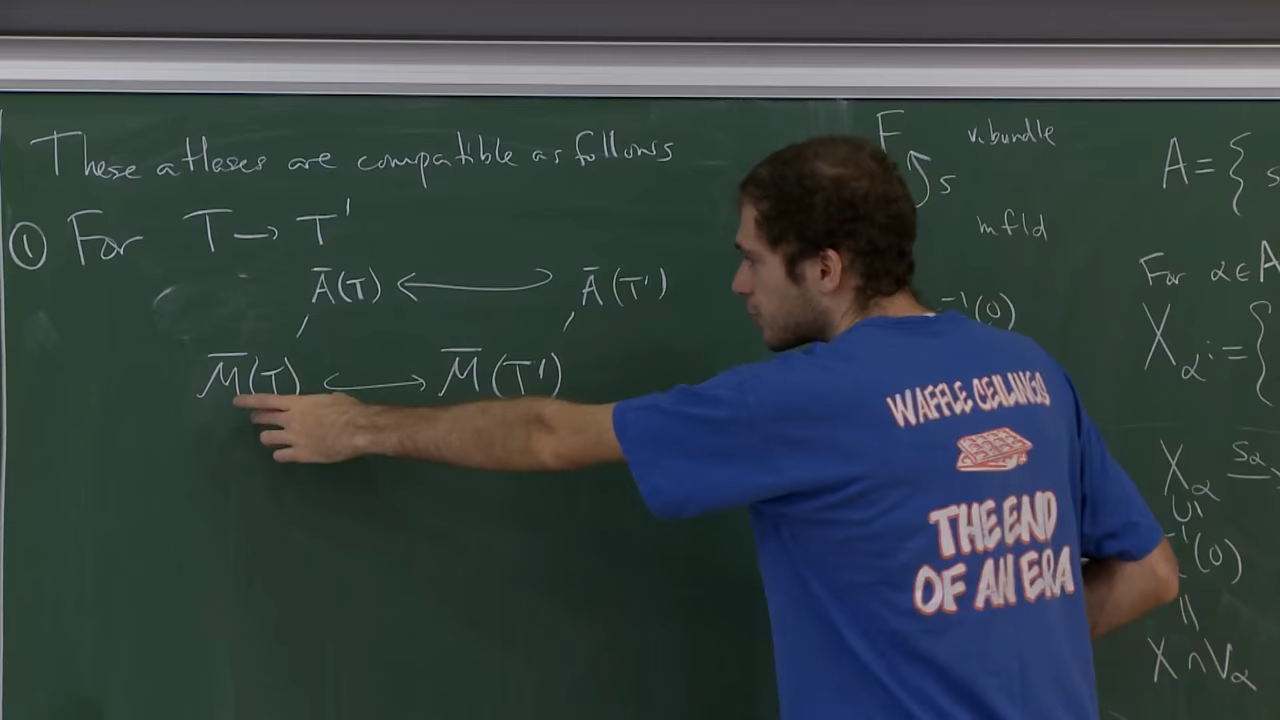 These atlases are compatible as follows
① For T → T'
Ā(T) ↔ Ā(T')
M̄(T) ↔ M̄(T')
F v. bundle
s
mfld
⁻¹(0)
WAFFLE CEILINGS
THE END
OF AN ERA
A = {
For α ∈ A
X_α := {
X_α s_α
∪|
⁻¹(0)
||
X ∩ V_α